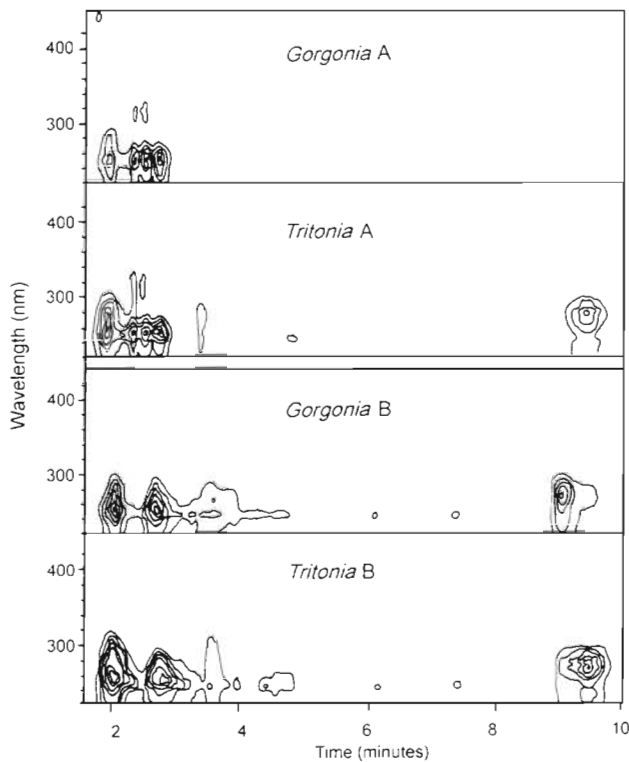 Gorgonia A
400
300
Tritonia A
400
300
Wavelength (nm)
Gorgonia B
400
300
Tritonia B
400
300
2 4 6 8 10
Time (minutes)